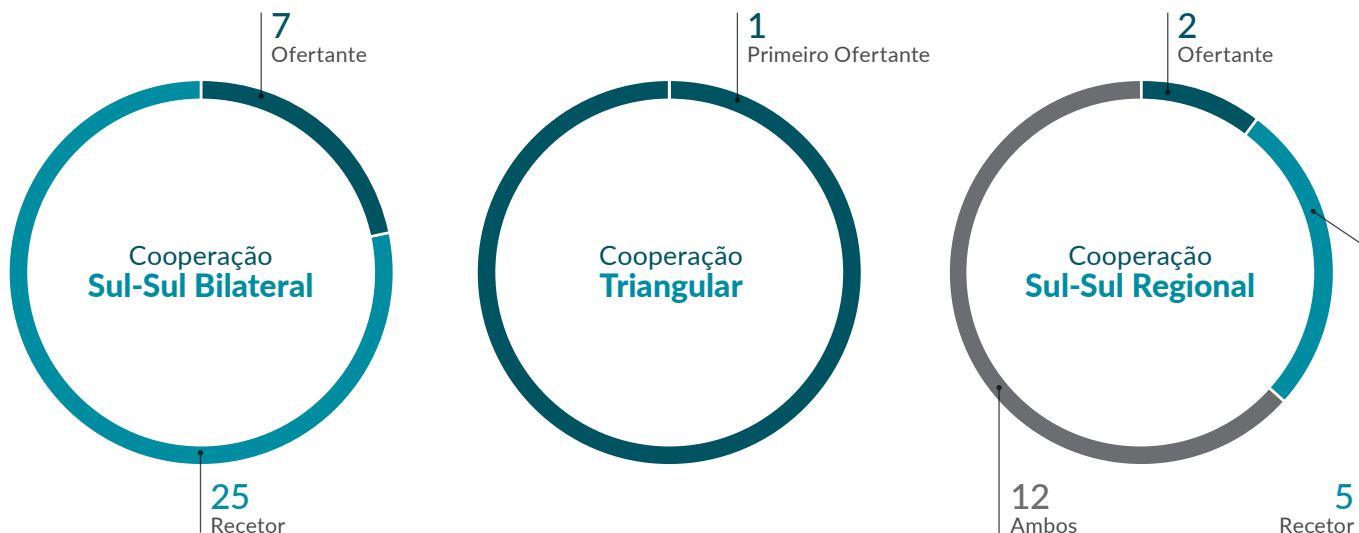 7
Ofertante
Cooperação
Sul-Sul Bilateral
25
Recetor
1
Primeiro Ofertante
Cooperação
Triangular
2
Ofertante
Cooperação
Sul-Sul Regional
12
Ambos
5
Recetor